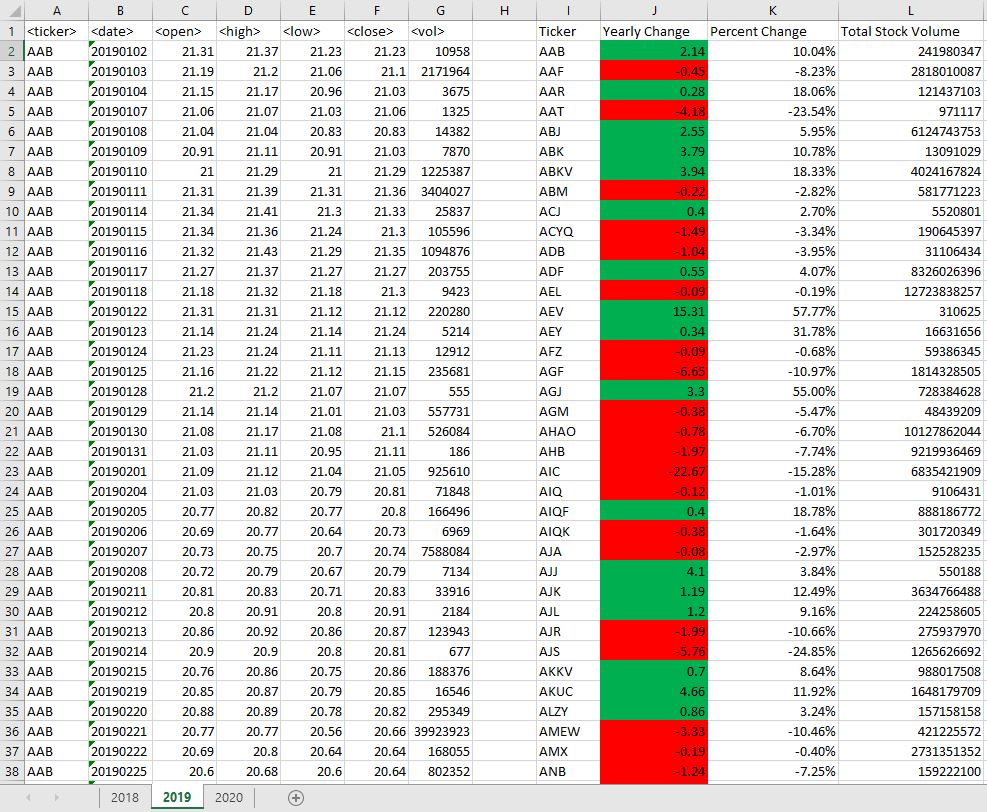 A B C D E F G H I J K L
1 <ticker> <date> <open> <high> <low> <close> <vol> Ticker Yearly Change Percent Change Total Stock Volume
2 AAB 20190102 21.31 21.37 21.23 21.23 10958 AAB 2.14 10.04% 241980347
3 AAB 20190103 21.19 21.2 21.06 21.1 2171964 AAF -0.45 -8.23% 2818010087
4 AAB 20190104 21.15 21.17 20.96 21.03 3675 AAR 0.28 18.06% 121437103
5 AAB 20190107 21.06 21.07 21.03 21.06 1325 AAT -4.18 -23.54% 971117
6 AAB 20190108 21.04 21.04 20.83 20.83 14382 ABJ 2.55 5.95% 6124743753
7 AAB 20190109 20.91 21.11 20.91 21.03 7870 ABK 3.79 10.78% 13091029
8 AAB 20190110 21 21.29 21 21.29 1225387 ABKV 3.94 18.33% 4024167824
9 AAB 20190111 21.31 21.39 21.31 21.36 3404027 ABM -0.22 -2.82% 581771223
10 AAB 20190114 21.34 21.41 21.3 21.33 25837 ACJ 0.4 2.70% 5520801
11 AAB 20190115 21.34 21.36 21.24 21.3 105596 ACYQ -1.49 -3.34% 190645397
12 AAB 20190116 21.32 21.43 21.29 21.35 1094876 ADB -1.04 -3.95% 31106434
13 AAB 20190117 21.27 21.37 21.27 21.27 203755 ADF 0.55 4.07% 8326026396
14 AAB 20190118 21.18 21.32 21.18 21.3 9423 AEL -0.09 -0.19% 12723838257
15 AAB 20190122 21.31 21.31 21.12 21.12 220280 AEV 15.31 57.77% 310625
16 AAB 20190123 21.14 21.24 21.14 21.24 5214 AEY 0.34 31.78% 16631656
17 AAB 20190124 21.23 21.24 21.11 21.13 12912 AFZ -0.09 -0.68% 59386345
18 AAB 20190125 21.16 21.22 21.12 21.15 235681 AGF -6.65 -10.97% 1814328505
19 AAB 20190128 21.2 21.2 21.07 21.07 555 AGJ 3.3 55.00% 728384628
20 AAB 20190129 21.14 21.14 21.01 21.03 557731 AGM -0.38 -5.47% 48439209
21 AAB 20190130 21.08 21.17 21.08 21.1 526084 AHAO -0.78 -6.70% 10127862044
22 AAB 20190131 21.03 21.11 20.95 21.11 186 AHB -1.97 -7.74% 9219936469
23 AAB 20190201 21.09 21.12 21.04 21.05 925610 AIC -22.67 -15.28% 6835421909
24 AAB 20190204 21.03 21.03 20.79 20.81 71848 AIQ -0.12 -1.01% 9106431
25 AAB 20190205 20.77 20.82 20.77 20.8 166496 AIQF 0.4 18.78% 888186772
26 AAB 20190206 20.69 20.77 20.64 20.73 6969 AIQK -0.38 -1.64% 301720349
27 AAB 20190207 20.73 20.75 20.7 20.74 7588084 AJA -0.08 -2.97% 152528235
28 AAB 20190208 20.72 20.79 20.67 20.79 7134 AJJ 4.1 3.84% 550188
29 AAB 20190211 20.81 20.83 20.71 20.83 33916 AJK 1.19 12.49% 3634766488
30 AAB 20190212 20.8 20.91 20.8 20.91 2184 AJL 1.2 9.16% 224258605
31 AAB 20190213 20.86 20.92 20.86 20.87 123943 AJR -1.99 -10.66% 275937970
32 AAB 20190214 20.9 20.9 20.8 20.81 677 AJS -5.76 -24.85% 1265626692
33 AAB 20190215 20.76 20.86 20.75 20.86 188376 AKKV 0.7 8.64% 988017508
34 AAB 20190219 20.85 20.87 20.79 20.85 16546 AKUC 4.66 11.92% 1648179709
35 AAB 20190220 20.88 20.89 20.78 20.82 295349 ALZY 0.86 3.24% 157158158
36 AAB 20190221 20.77 20.77 20.56 20.66 39923923 AMEW -3.33 -10.46% 421225572
37 AAB 20190222 20.69 20.8 20.64 20.64 168055 AMX -0.19 -0.40% 2731351352
38 AAB 20190225 20.6 20.68 20.6 20.64 802352 ANB -1.24 -7.25% 159222100
2018 2019 2020